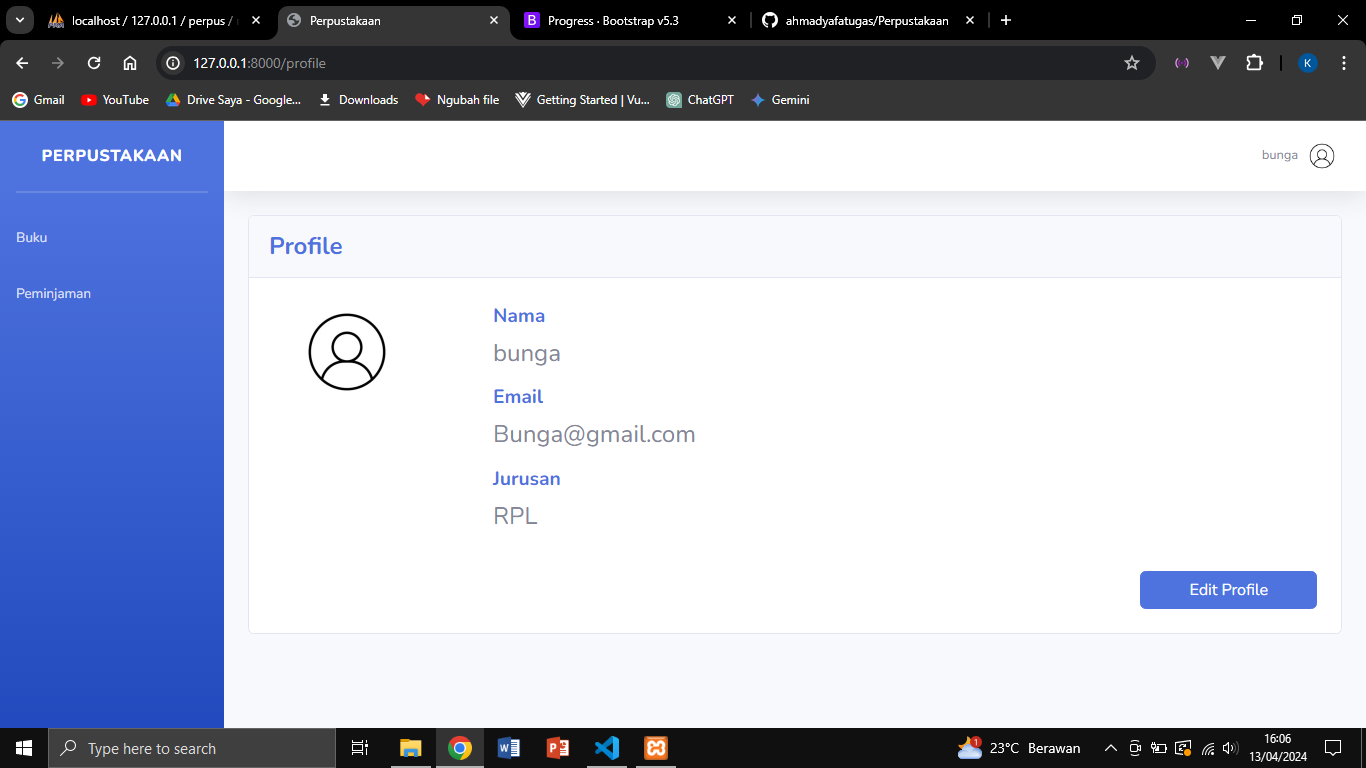 localhost / 127.0.0.1 / perpus /
Perpustakaan
B Progress · Bootstrap v5.3
ahmadyafatugas/Perpustakaan
127.0.0.1:8000/profile
K
Gmail
YouTube
Drive Saya - Google...
Downloads
Ngubah file
Getting Started | Vu...
ChatGPT
Gemini
PERPUSTAKAAN
bunga
Buku
Peminjaman
Profile
Nama
bunga
Email
Bunga@gmail.com
Jurusan
RPL
Edit Profile
Type here to search
1
23°C Berawan
16:06
13/04/2024